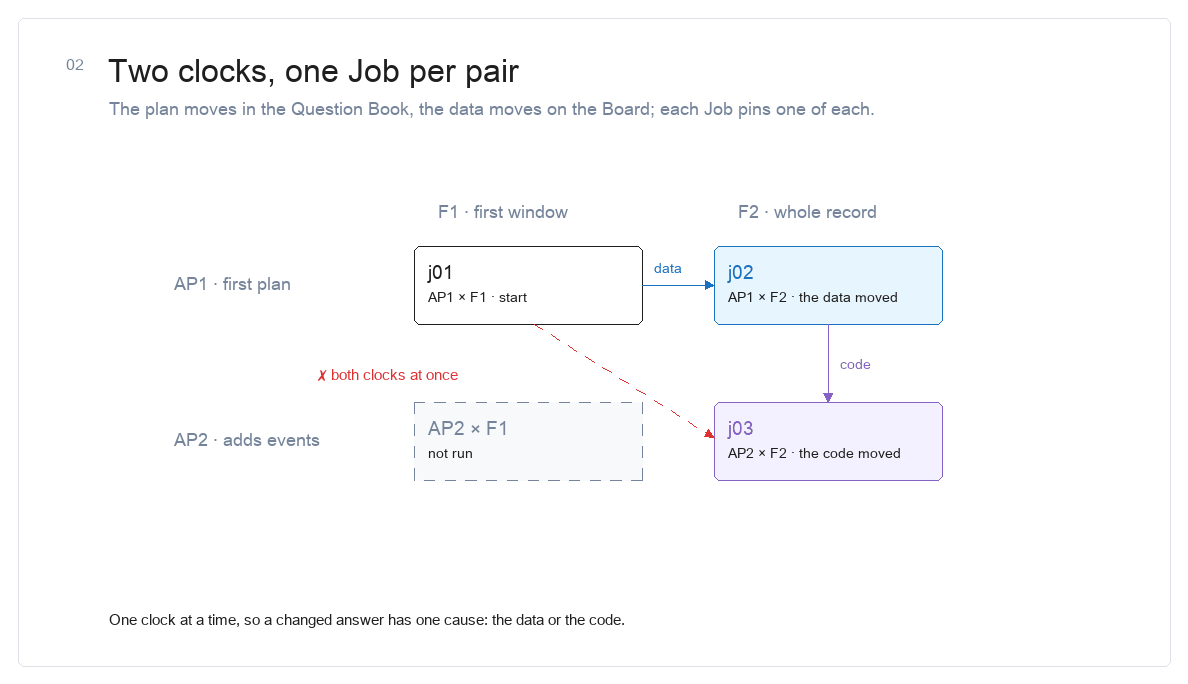 02
Two clocks, one Job per pair
The plan moves in the Question Book, the data moves on the Board; each Job pins one of each.
F1 · first window
F2 · whole record
AP1 · first plan
j01
AP1 × F1 · start
data
j02
AP1 × F2 · the data moved
✗ both clocks at once
code
AP2 · adds events
AP2 × F1
not run
j03
AP2 × F2 · the code moved
One clock at a time, so a changed answer has one cause: the data or the code.